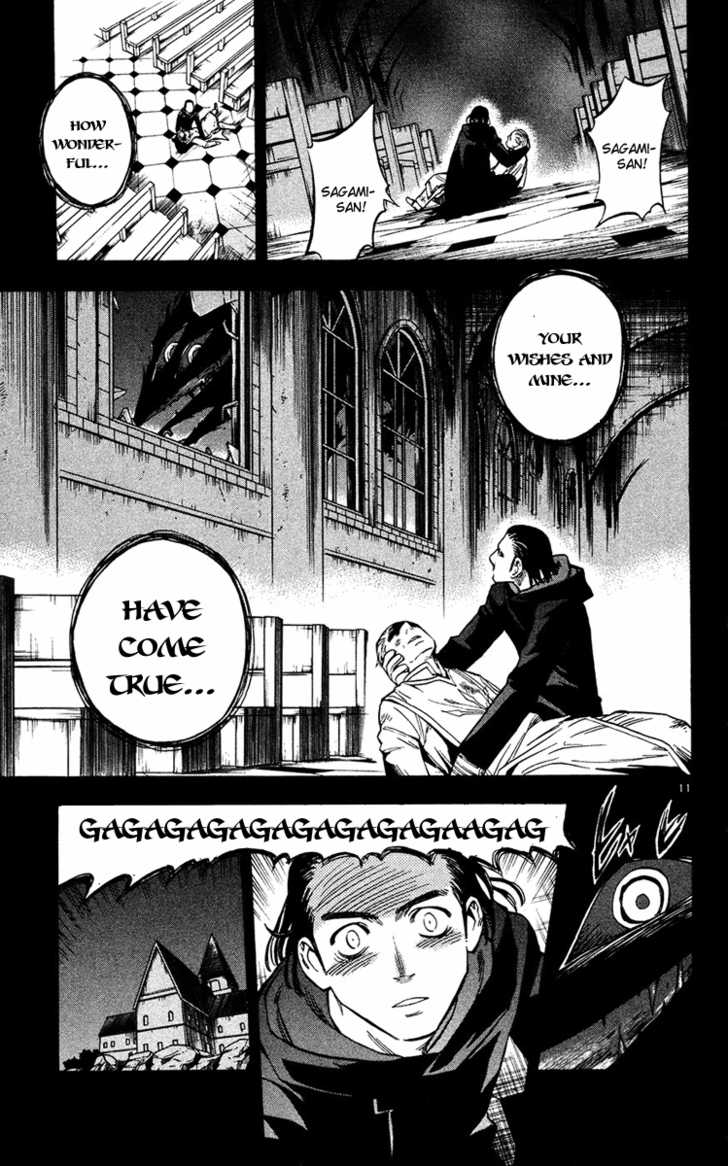 SAGAMI-
SAN!
SAGAMI-
SAN!
HOW
WONDER-
FUL...
YOUR
WISHES AND
MINE...
HAVE
COME
TRUE...
11
GAGAGAGAGAGAGAGAGAAGAG